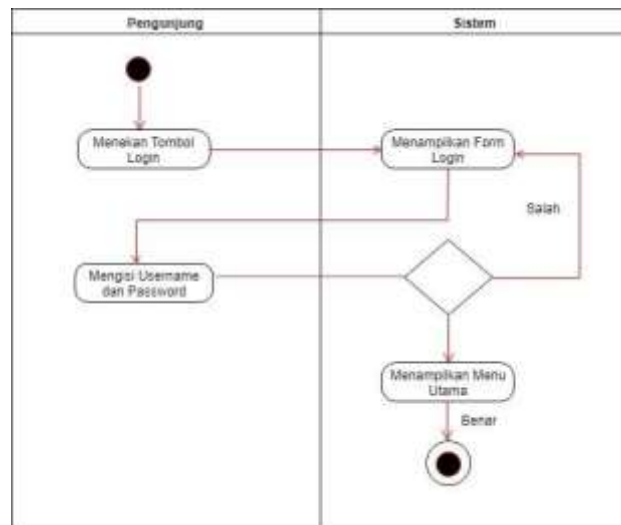 Pengunjung
Sistem
Menekan Tombol
Login
Menampilkan Form
Login
Salah
Mengisi Username
dan Password
Menampilkan Menu
Utama
Benar